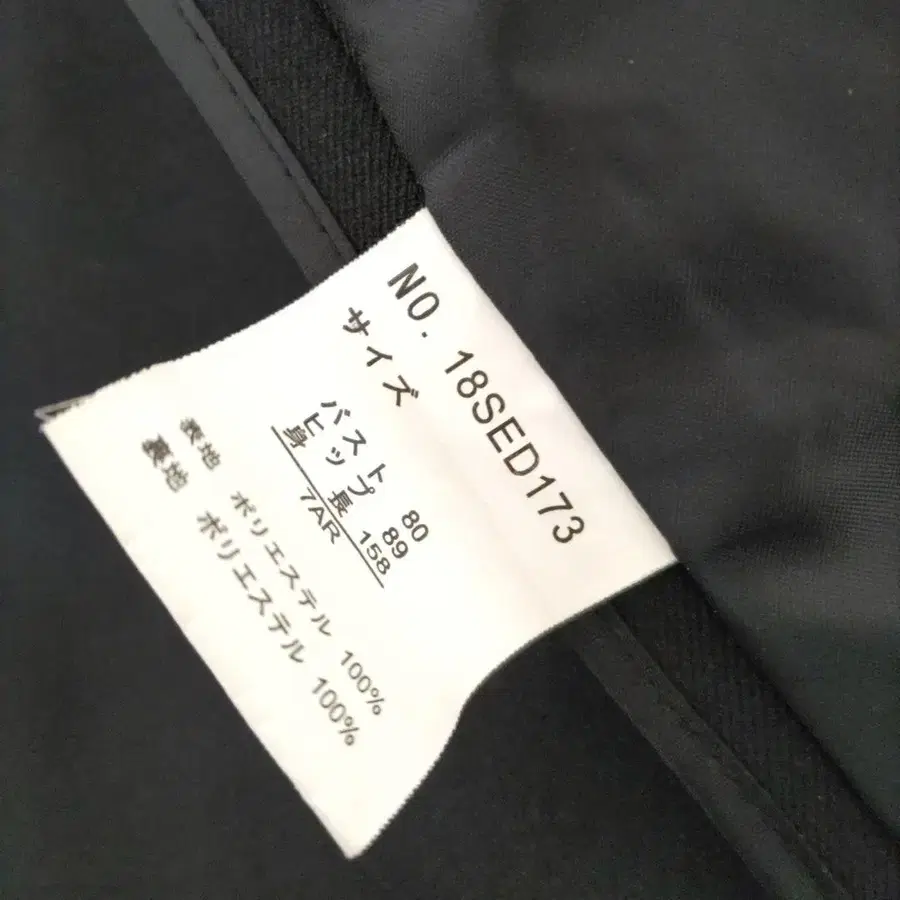 NO. 18SED173
サイズ
バスト 80
ヒップ 89
身長 158
7AR
表地 ポリエステル 100%
裏地 ポリエステル 100%